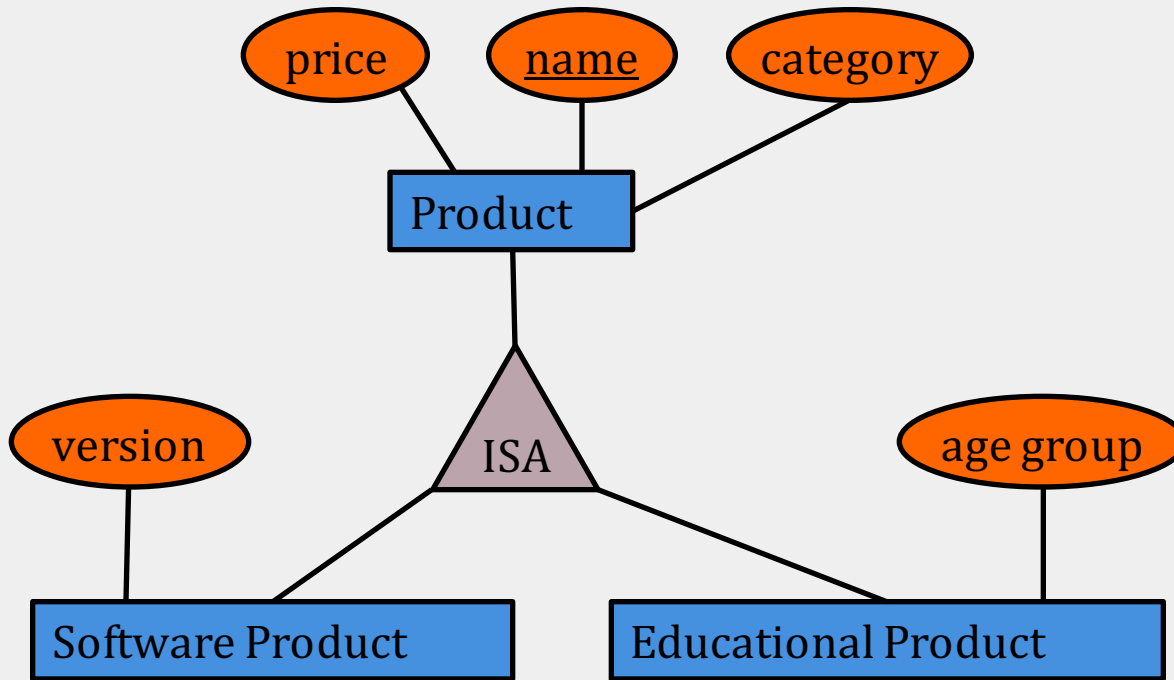 price
name
category
Product
ISA
version
age group
Software Product
Educational Product